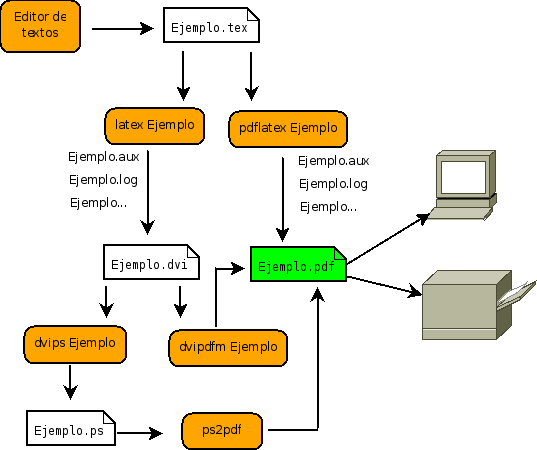 Editor de
textos
Ejemplo.tex
latex Ejemplo
pdflatex Ejemplo
Ejemplo.aux
Ejemplo.log
Ejemplo...
Ejemplo.aux
Ejemplo.log
Ejemplo...
Ejemplo.dvi
Ejemplo.pdf
dvips Ejemplo
dvipdfm Ejemplo
Ejemplo.ps
ps2pdf